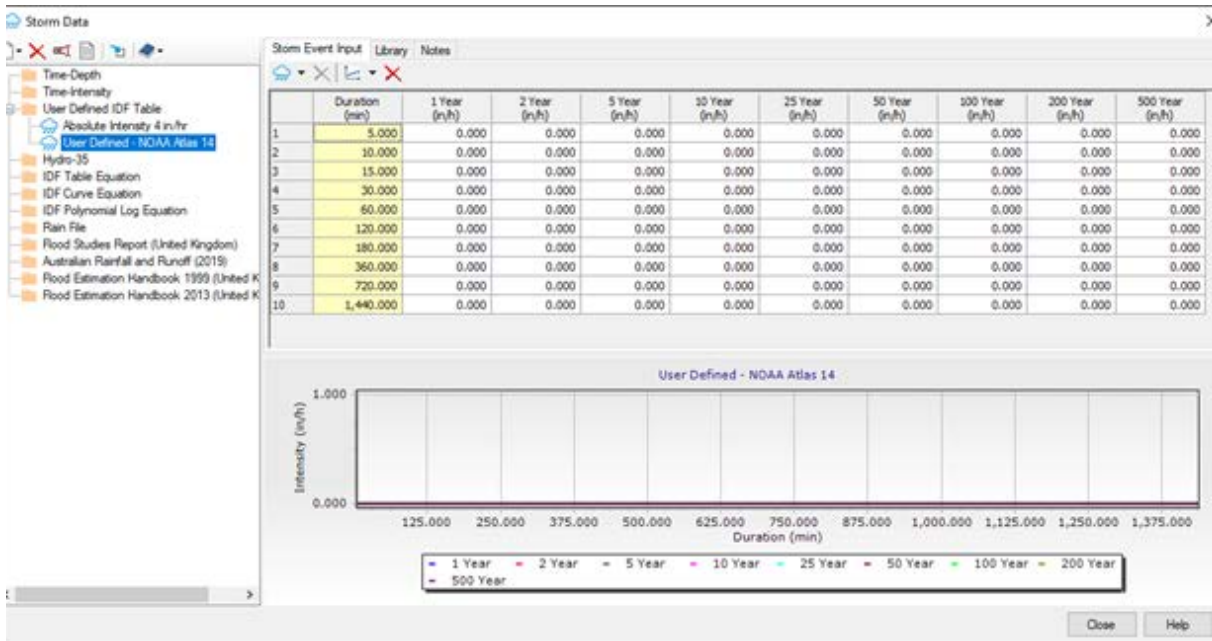 Storm Data
Storm Event Input Library Notes
Time-Depth
Time-Intensity
User Defined IDF Table
Absolute Intensity 4 in/hr
User Defined - NOAA Atlas 14
Hydro-35
IDF Table Equation
IDF Curve Equation
IDF Polynomial Log Equation
Rain File
Flood Studies Report (United Kingdom)
Australian Rainfall and Runoff (2019)
Flood Estimation Handbook 1999 (United K
Flood Estimation Handbook 2013 (United K
Duration (min) 1 Year (in/h) 2 Year (in/h) 5 Year (in/h) 10 Year (in/h) 25 Year (in/h) 50 Year (in/h) 100 Year (in/h) 200 Year (in/h) 500 Year (in/h)
1 5.000 0.000 0.000 0.000 0.000 0.000 0.000 0.000 0.000 0.000
2 10.000 0.000 0.000 0.000 0.000 0.000 0.000 0.000 0.000 0.000
3 15.000 0.000 0.000 0.000 0.000 0.000 0.000 0.000 0.000 0.000
4 30.000 0.000 0.000 0.000 0.000 0.000 0.000 0.000 0.000 0.000
5 60.000 0.000 0.000 0.000 0.000 0.000 0.000 0.000 0.000 0.000
6 120.000 0.000 0.000 0.000 0.000 0.000 0.000 0.000 0.000 0.000
7 180.000 0.000 0.000 0.000 0.000 0.000 0.000 0.000 0.000 0.000
8 360.000 0.000 0.000 0.000 0.000 0.000 0.000 0.000 0.000 0.000
9 720.000 0.000 0.000 0.000 0.000 0.000 0.000 0.000 0.000 0.000
10 1,440.000 0.000 0.000 0.000 0.000 0.000 0.000 0.000 0.000 0.000
User Defined - NOAA Atlas 14
1.000
Intensity (in/h)
0.000
125.000 250.000 375.000 500.000 625.000 750.000 875.000 1,000.000 1,125.000 1,250.000 1,375.000
Duration (min)
1 Year 2 Year 5 Year 10 Year 25 Year 50 Year 100 Year 200 Year
500 Year
Close Help